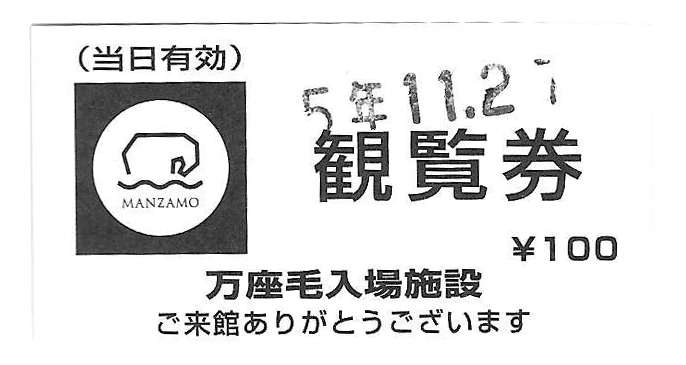 （当日有効）
5年11.2
観覧券
MANZAMO
￥100
万座毛入場施設
ご来館ありがとうございます